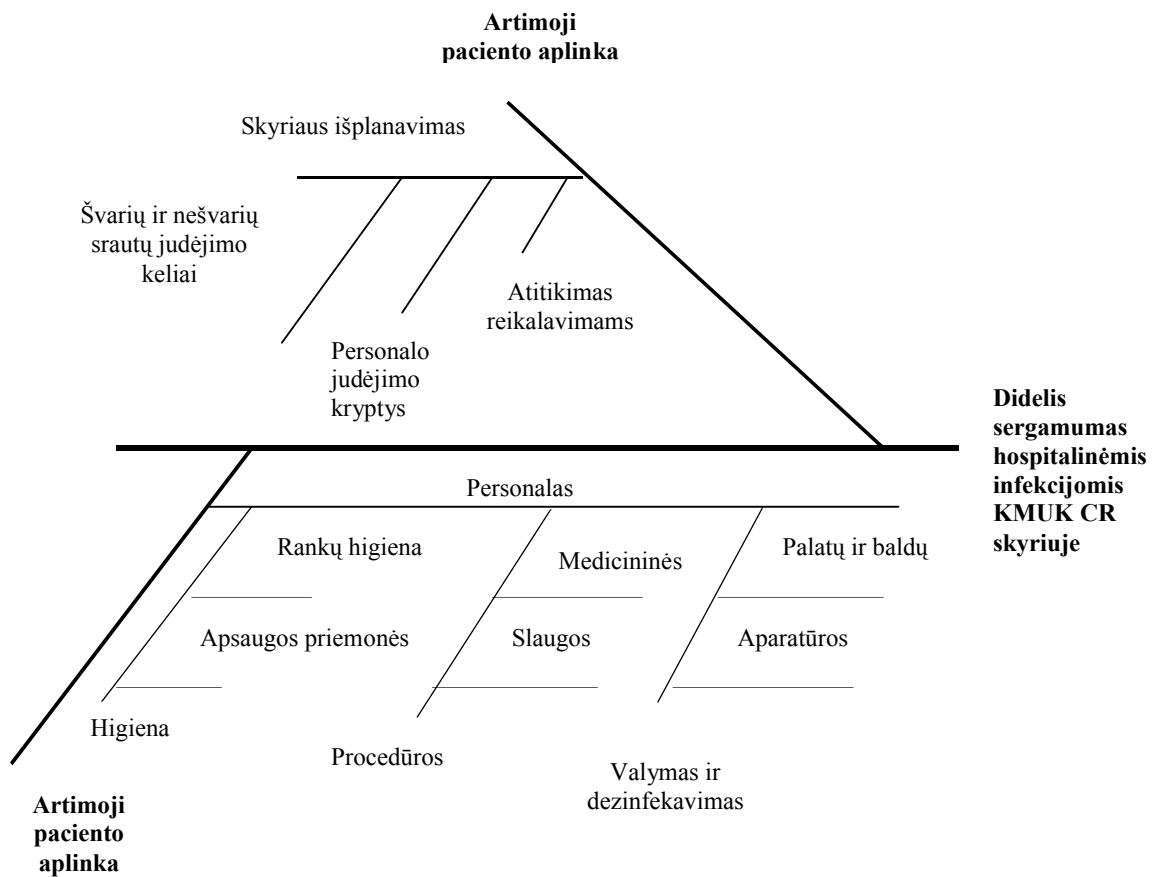 Artimoji
paciento aplinka
Skyriaus išplanavimas
Švarių ir nešvarių
srautų judėjimo
keliai
Atitikimas
reikalavimams
Personalo
judėjimo
kryptys
Didelis
sergamumas
hospitalinėmis
infekcijomis
KMUK CR
skyriuje
Personalas
Rankų higiena
Medicininės
Palatų ir baldų
Apsaugos priemonės
Slaugos
Aparatūros
Higiena
Procedūros
Valymas ir
dezinfekavimas
Artimoji
paciento
aplinka